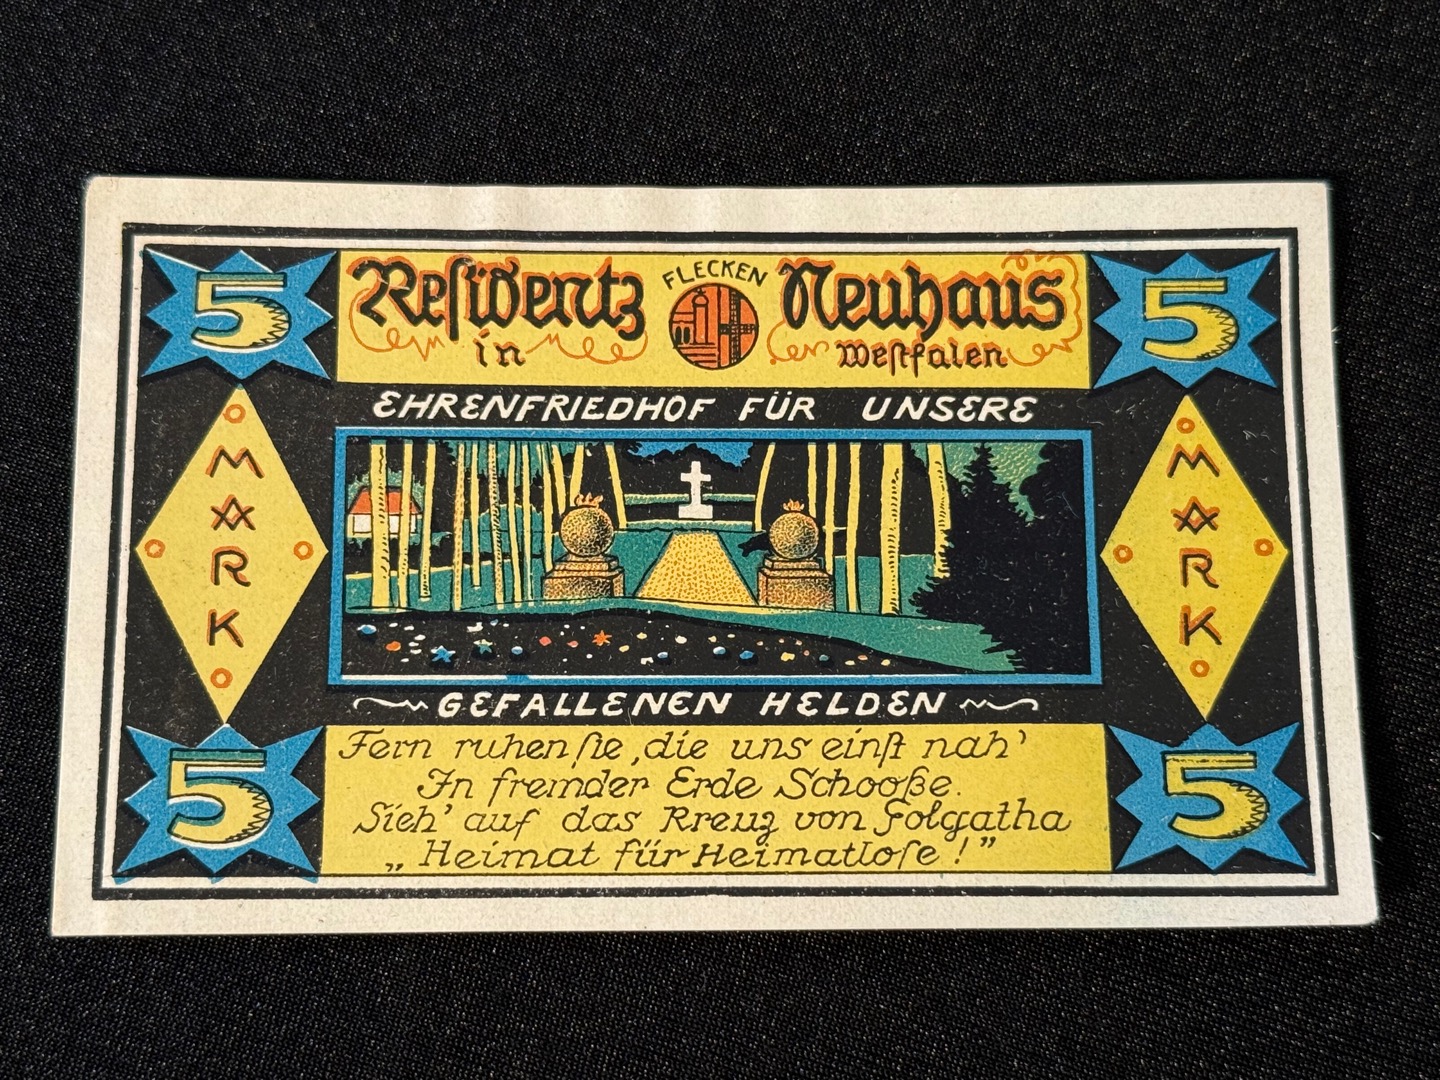 5 Reſidentz FLECKEN Neuhaus 5
in Weſtfalen
EHRENFRIEDHOF FÜR UNSERE
MARK MARK
GEFALLENEN HELDEN
5 5
Fern ruhen ſie, die uns einſt nah'
In fremder Erde Schooße.
Sieh' auf das Kreuz von Golgatha
„Heimat für Heimatloſe!”